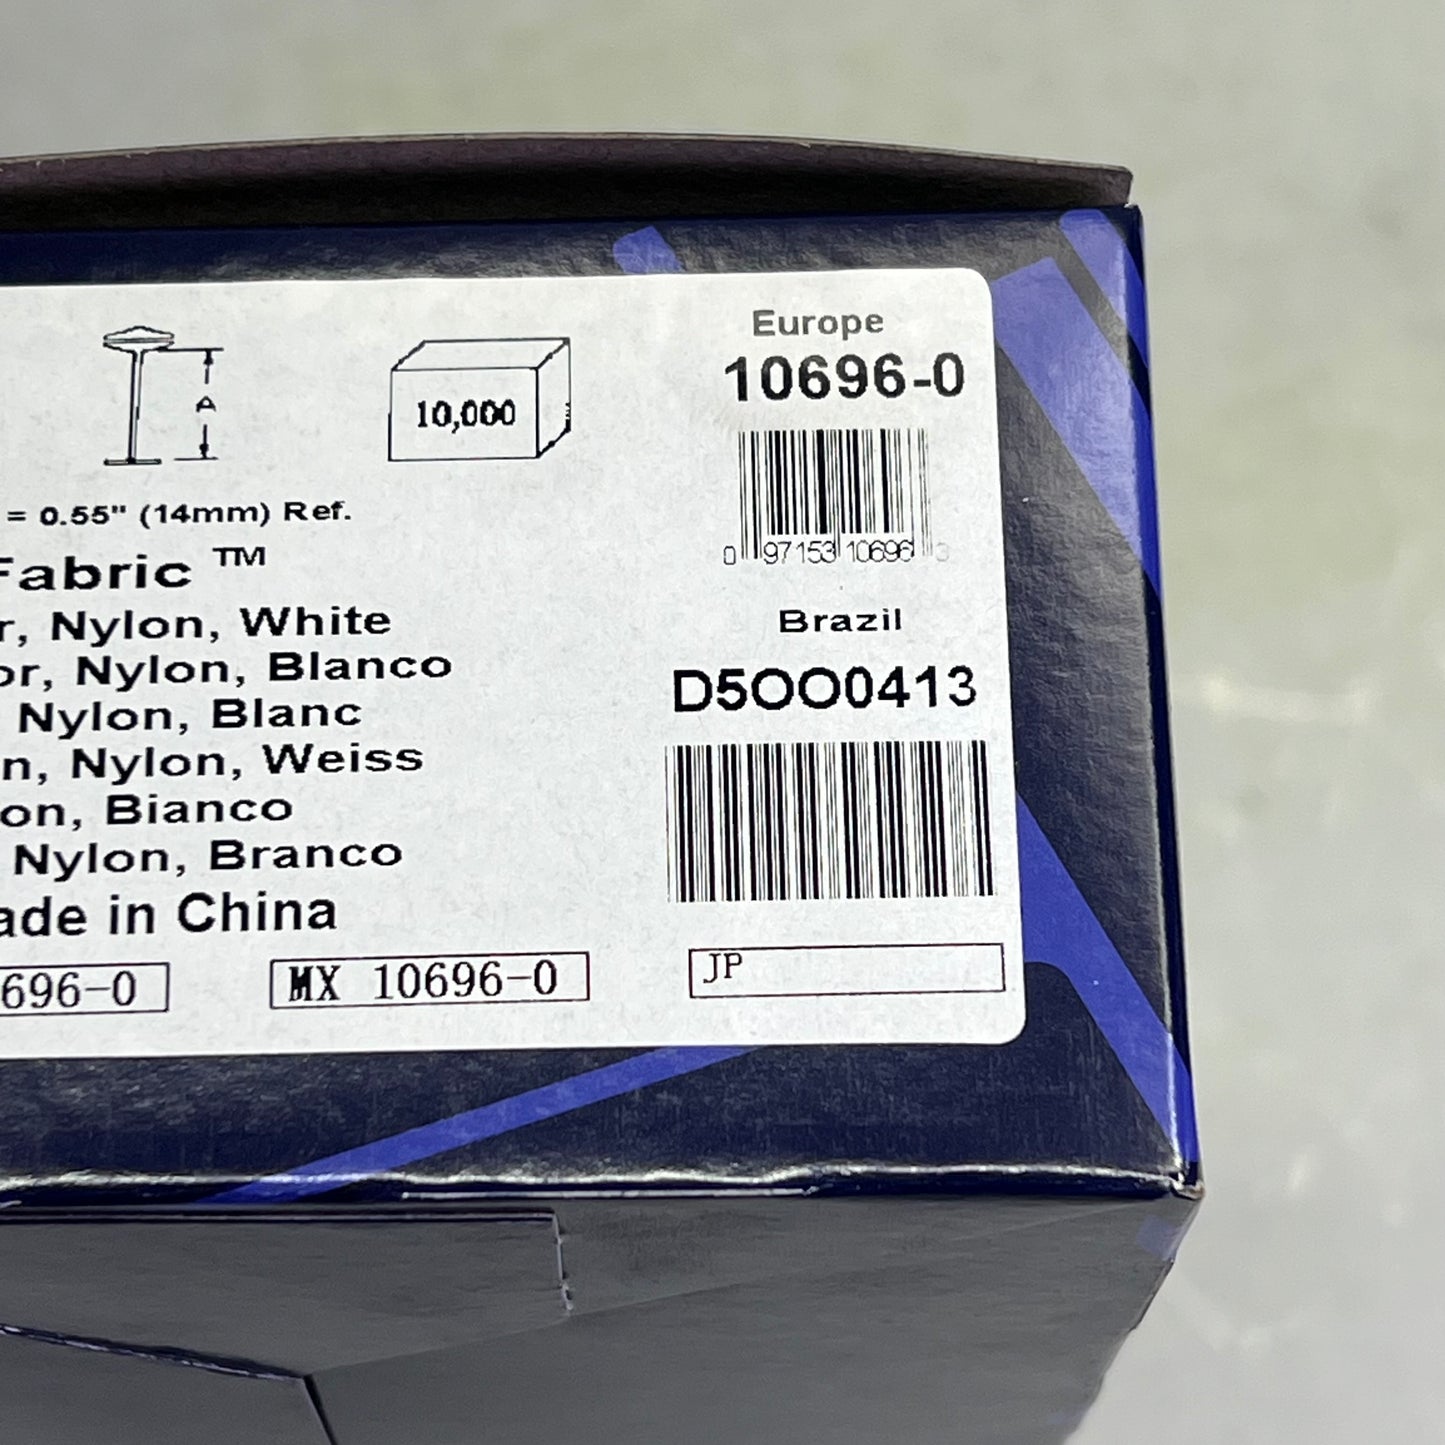 A
10,000
= 0.55" (14mm) Ref.
Fabric ™
r, Nylon, White
or, Nylon, Blanco
Nylon, Blanc
n, Nylon, Weiss
on, Bianco
Nylon, Branco
ade in China
696-0
MX 10696-0
Europe
10696-0
0 97153 10696 3
Brazil
D5OO0413
JP